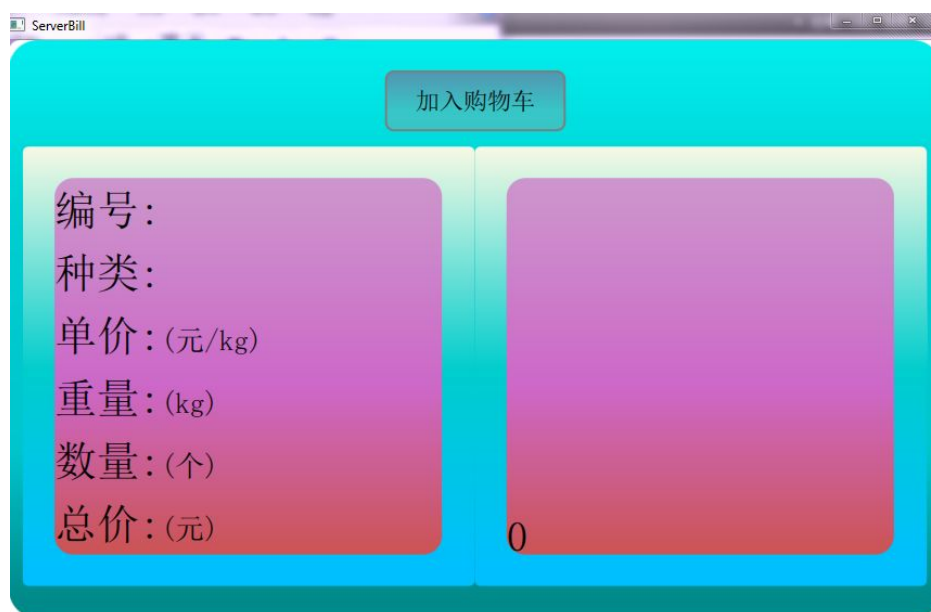 ServerBill
加入购物车
编号:
种类:
单价:(元/kg)
重量:(kg)
数量:(个)
总价:(元)
0